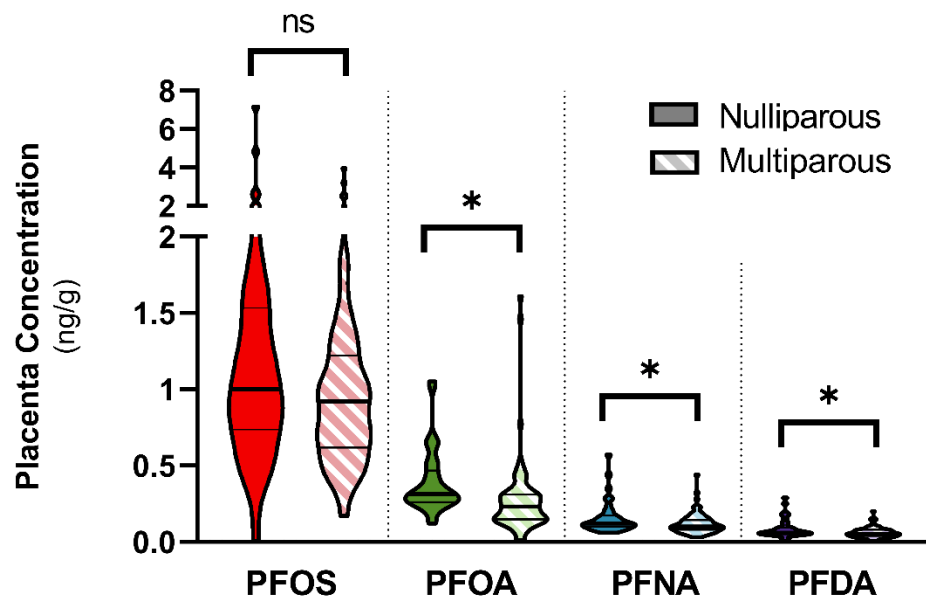 ns
8
6
4
2
2
1.5
1
0.5
0.0
Placenta Concentration
(ng/g)
Nulliparous
Multiparous
*
*
*
PFOS
PFOA
PFNA
PFDA